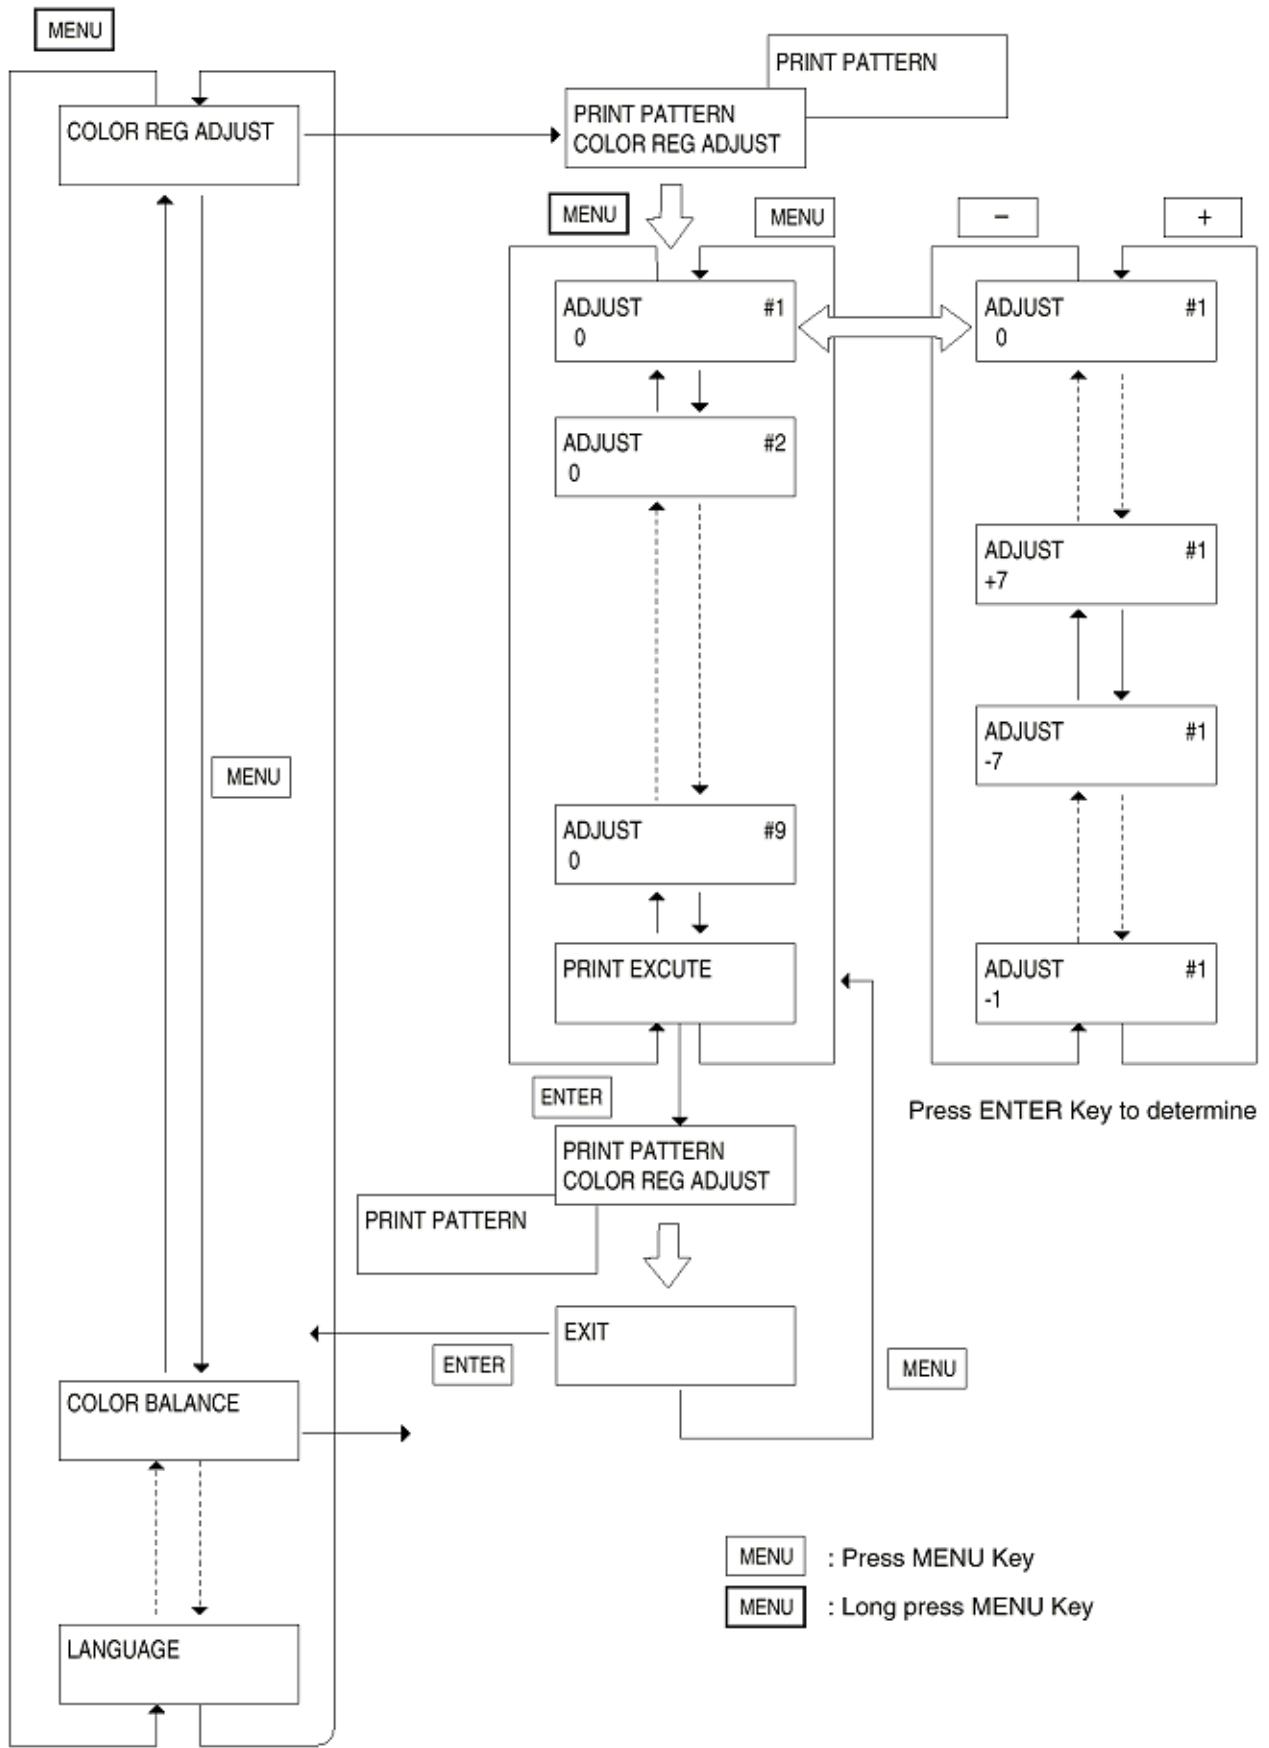 MENU
COLOR REG ADJUST
PRINT PATTERN
PRINT PATTERN
COLOR REG ADJUST
MENU
MENU
−
+
ADJUST #1
0
ADJUST #1
0
ADJUST #2
0
ADJUST #1
+7
ADJUST #1
-7
MENU
ADJUST #9
0
PRINT EXCUTE
ADJUST #1
-1
ENTER
Press ENTER Key to determine
PRINT PATTERN
COLOR REG ADJUST
PRINT PATTERN
EXIT
ENTER
MENU
COLOR BALANCE
MENU : Press MENU Key
MENU : Long press MENU Key
LANGUAGE